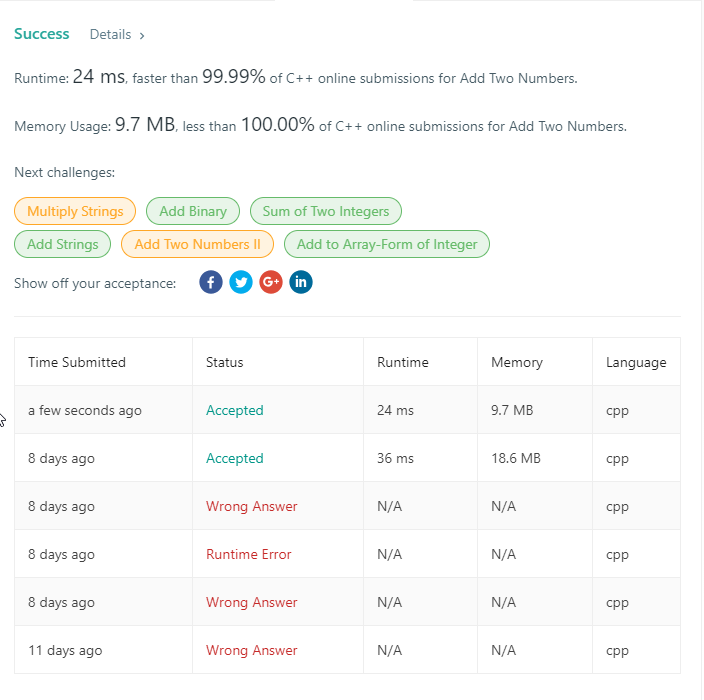 Success Details >
Runtime: 24 ms, faster than 99.99% of C++ online submissions for Add Two Numbers.
Memory Usage: 9.7 MB, less than 100.00% of C++ online submissions for Add Two Numbers.
Next challenges:
Multiply Strings Add Binary Sum of Two Integers
Add Strings Add Two Numbers II Add to Array-Form of Integer
Show off your acceptance: f G+ in
Time Submitted Status Runtime Memory Language
a few seconds ago Accepted 24 ms 9.7 MB cpp
8 days ago Accepted 36 ms 18.6 MB cpp
8 days ago Wrong Answer N/A N/A cpp
8 days ago Runtime Error N/A N/A cpp
8 days ago Wrong Answer N/A N/A cpp
11 days ago Wrong Answer N/A N/A cpp